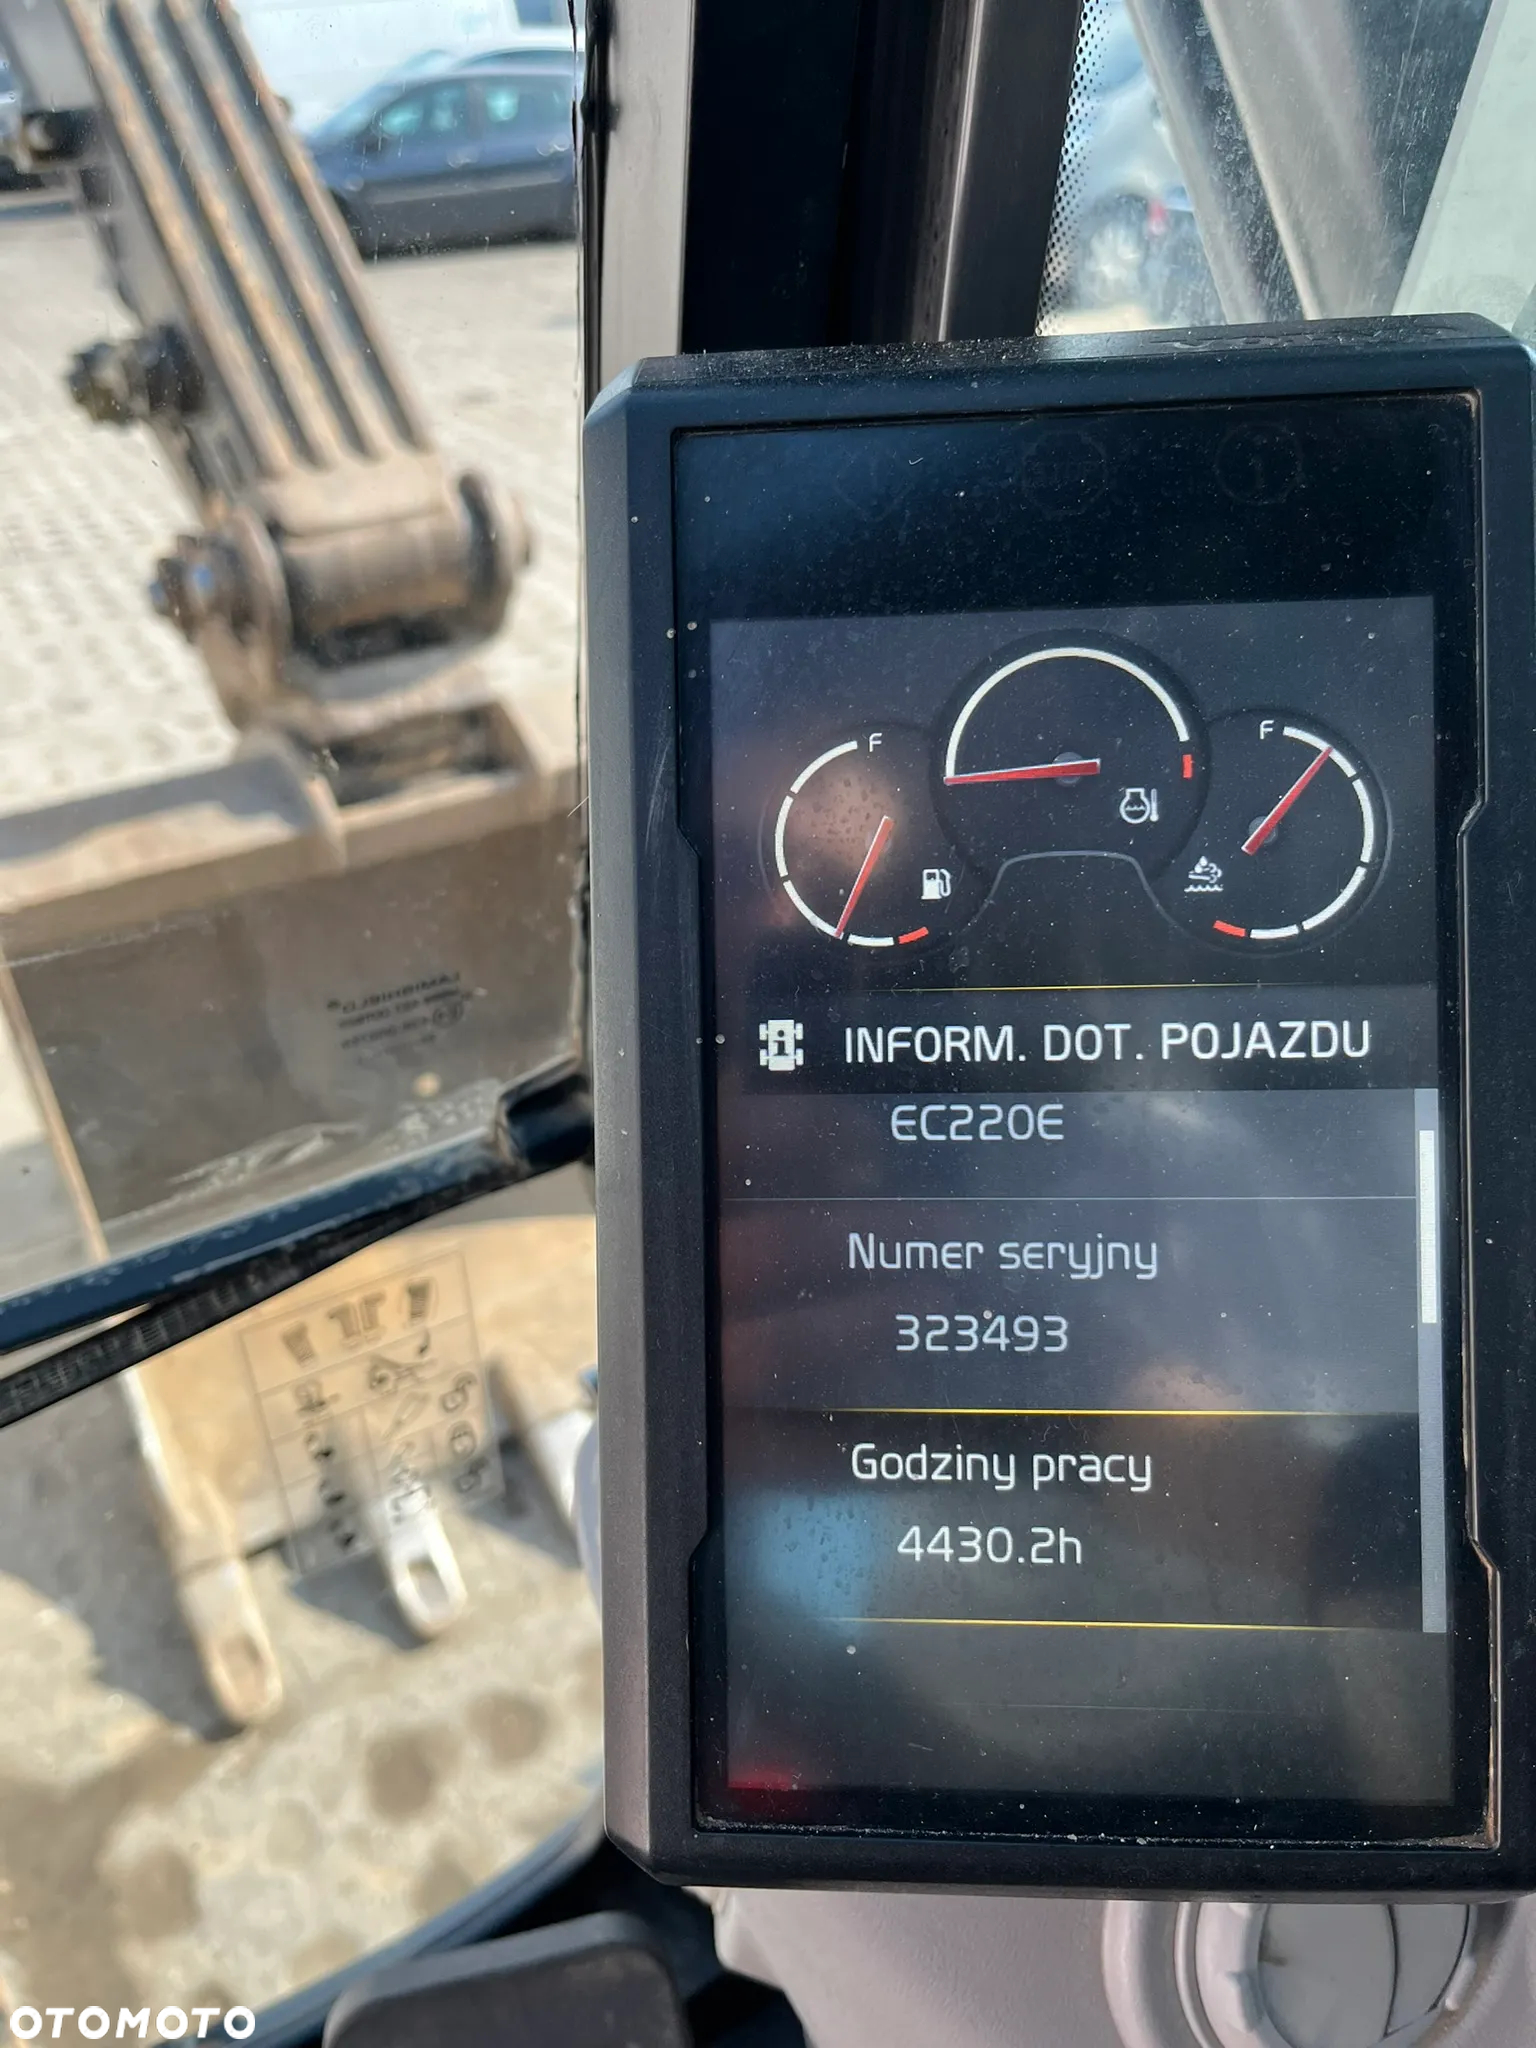 F
F
INFORM. DOT. POJAZDU
EC220E
Numer seryjny
323493
Godziny pracy
4430.2h
OTOMOTO